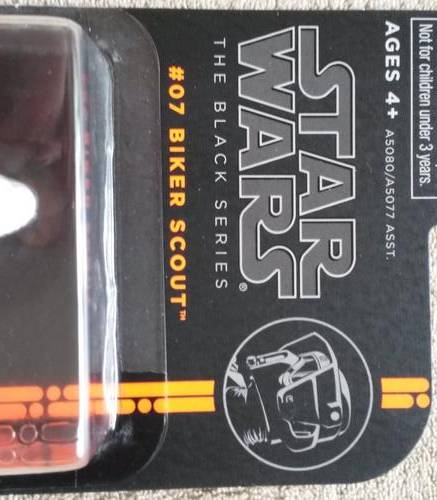 Not for children under 3 years.
AGES 4+ A5080/A5077 ASST.
STAR
WARS®
THE BLACK SERIES
#07 BIKER SCOUT™